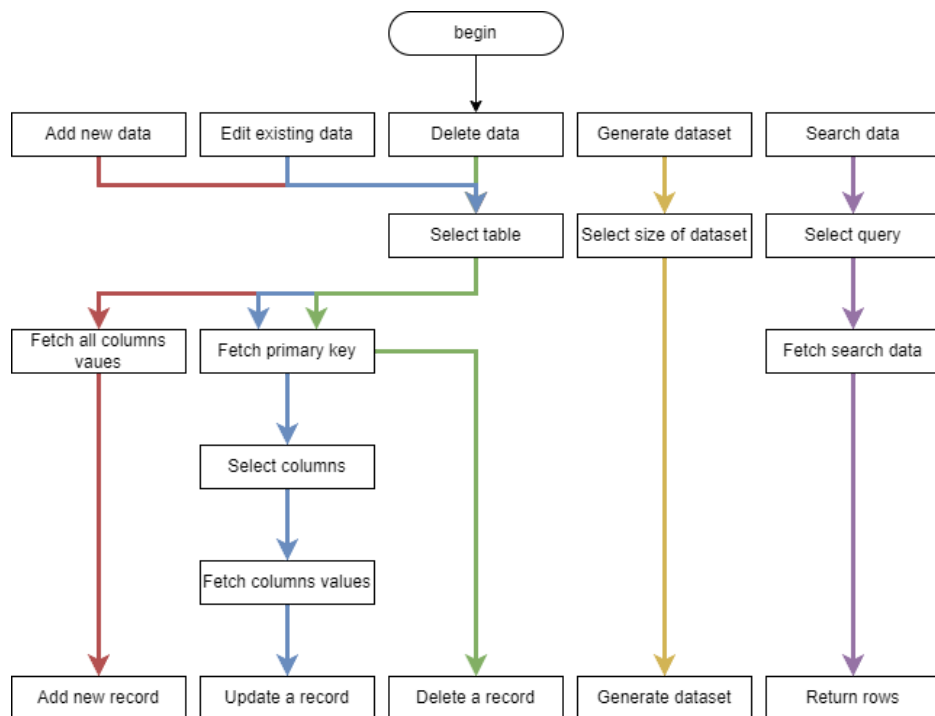 begin
Add new data
Edit existing data
Delete data
Generate dataset
Search data
Select table
Select size of dataset
Select query
Fetch all columns
vaues
Fetch primary key
Fetch search data
Select columns
Fetch columns values
Add new record
Update a record
Delete a record
Generate dataset
Return rows